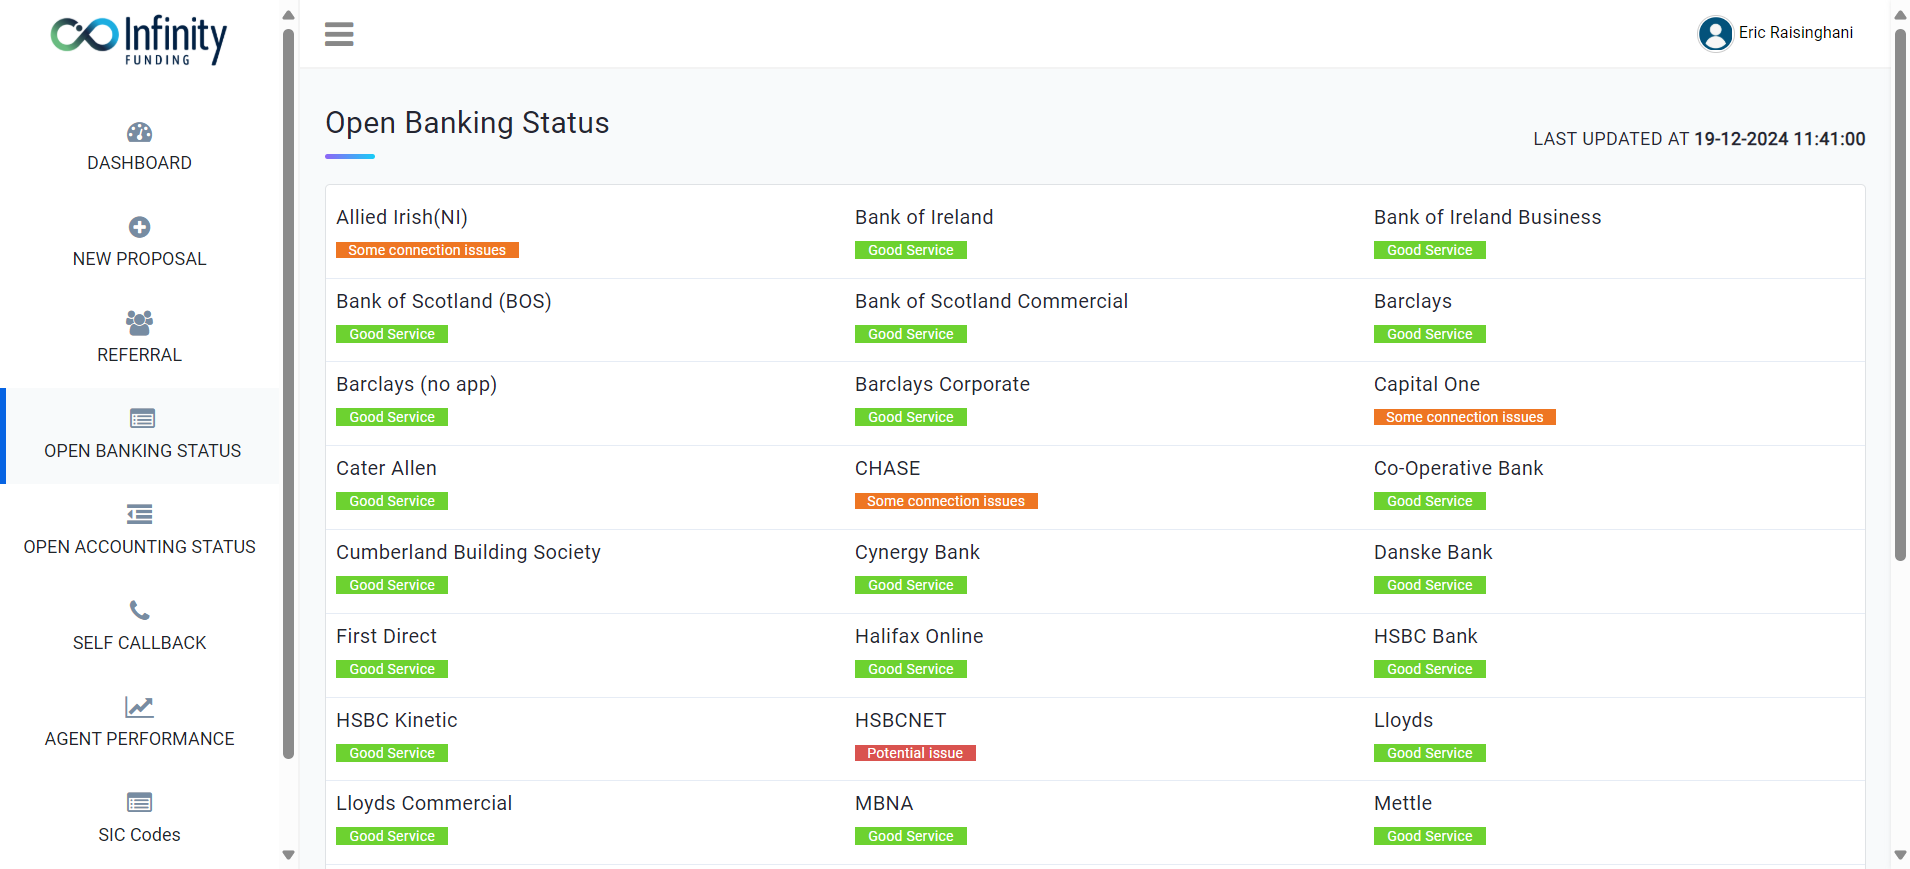 Infinity
FUNDING
Eric Raisinghani
DASHBOARD
NEW PROPOSAL
REFERRAL
OPEN BANKING STATUS
OPEN ACCOUNTING STATUS
SELF CALLBACK
AGENT PERFORMANCE
SIC Codes
Open Banking Status
LAST UPDATED AT 19-12-2024 11:41:00
Allied Irish(NI)
Some connection issues
Bank of Ireland
Good Service
Bank of Ireland Business
Good Service
Bank of Scotland (BOS)
Good Service
Bank of Scotland Commercial
Good Service
Barclays
Good Service
Barclays (no app)
Good Service
Barclays Corporate
Good Service
Capital One
Some connection issues
Cater Allen
Good Service
CHASE
Some connection issues
Co-Operative Bank
Good Service
Cumberland Building Society
Good Service
Cynergy Bank
Good Service
Danske Bank
Good Service
First Direct
Good Service
Halifax Online
Good Service
HSBC Bank
Good Service
HSBC Kinetic
Good Service
HSBCNET
Potential issue
Lloyds
Good Service
Lloyds Commercial
Good Service
MBNA
Good Service
Mettle
Good Service